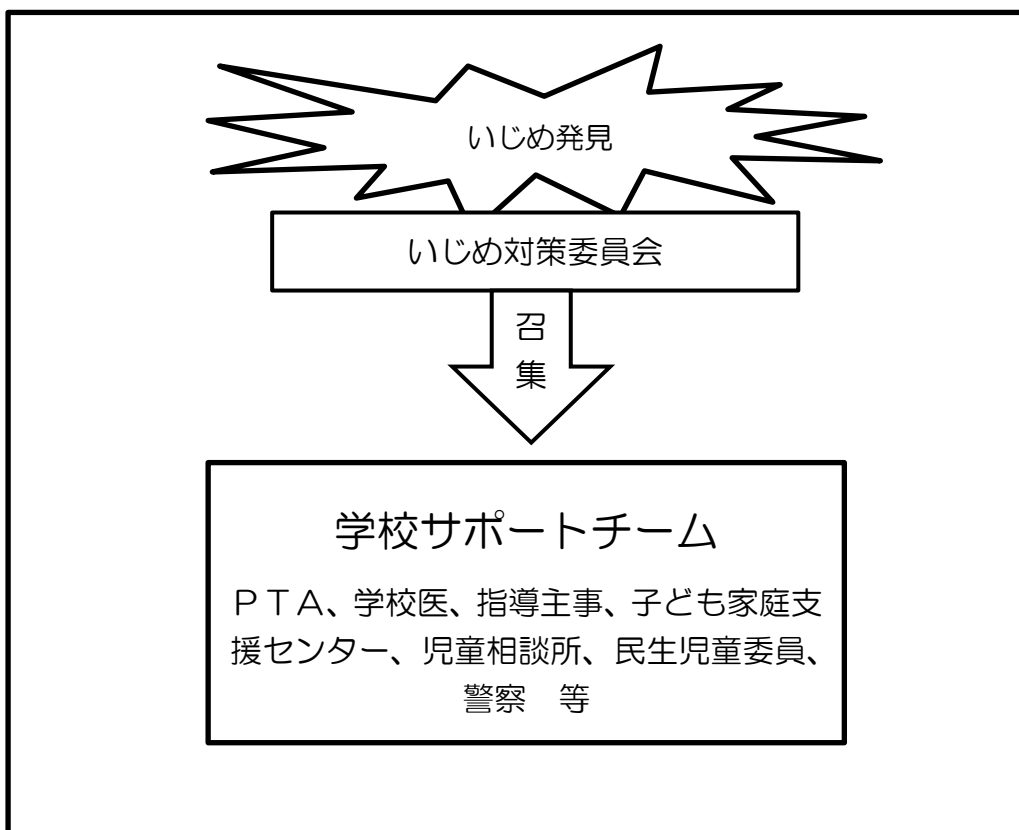 いじめ発見
いじめ対策委員会
召
集
学校サポートチーム
ＰＴＡ、学校医、指導主事、子ども家庭支
援センター、児童相談所、民生児童委員、
警察　等